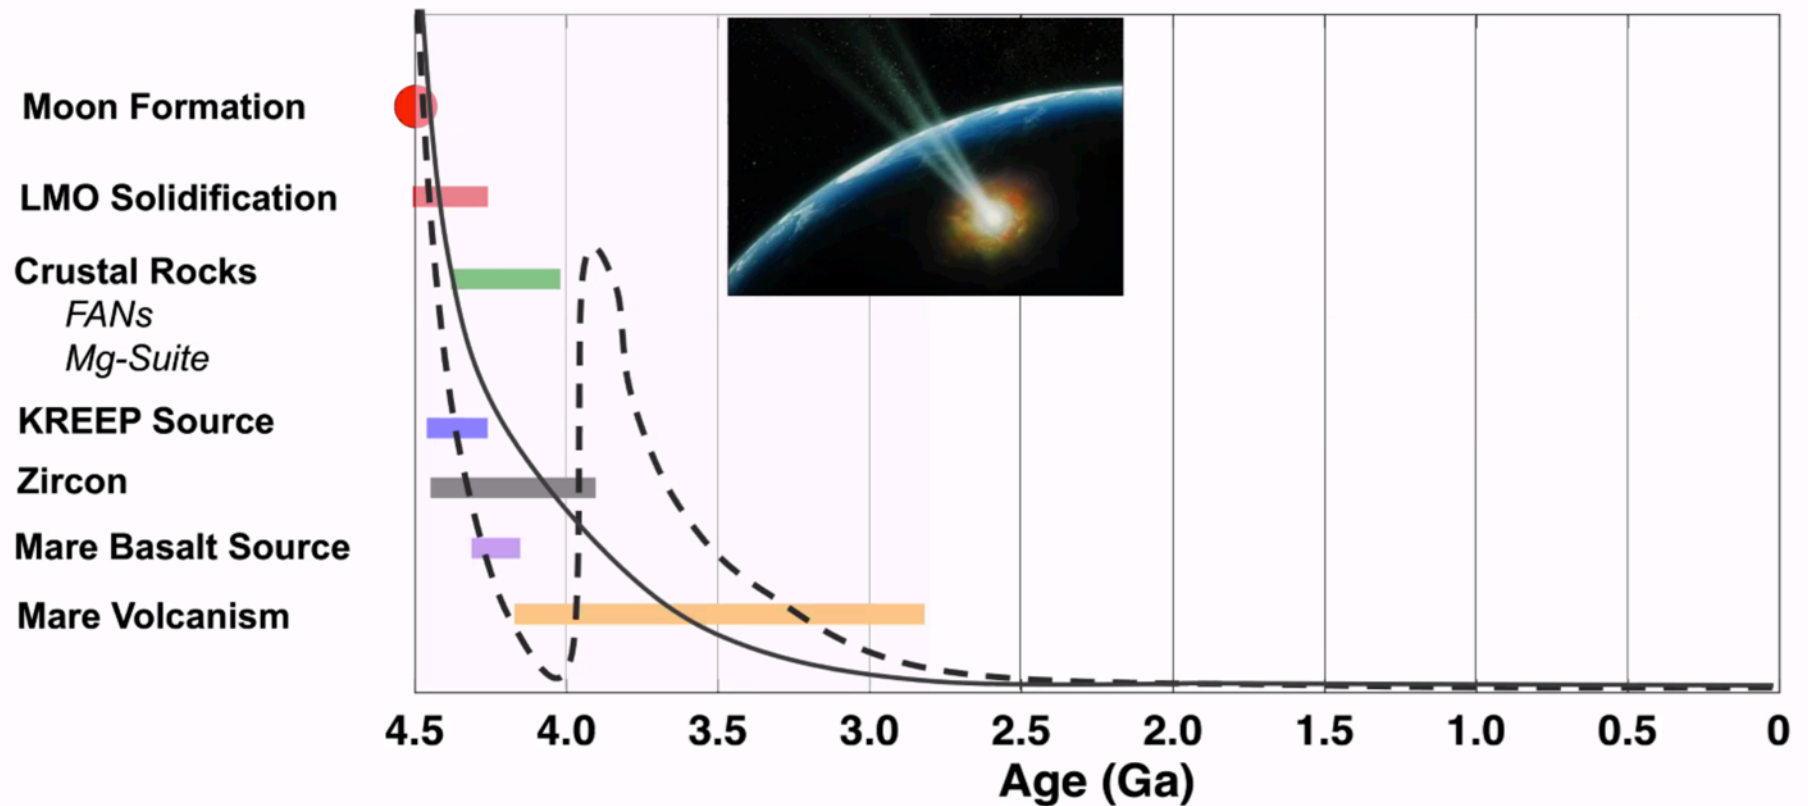 Moon Formation
LMO Solidification
Crustal Rocks
FANs
Mg-Suite
KREEP Source
Zircon
Mare Basalt Source
Mare Volcanism
4.5 4.0 3.5 3.0 2.5 2.0 1.5 1.0 0.5 0
Age (Ga)